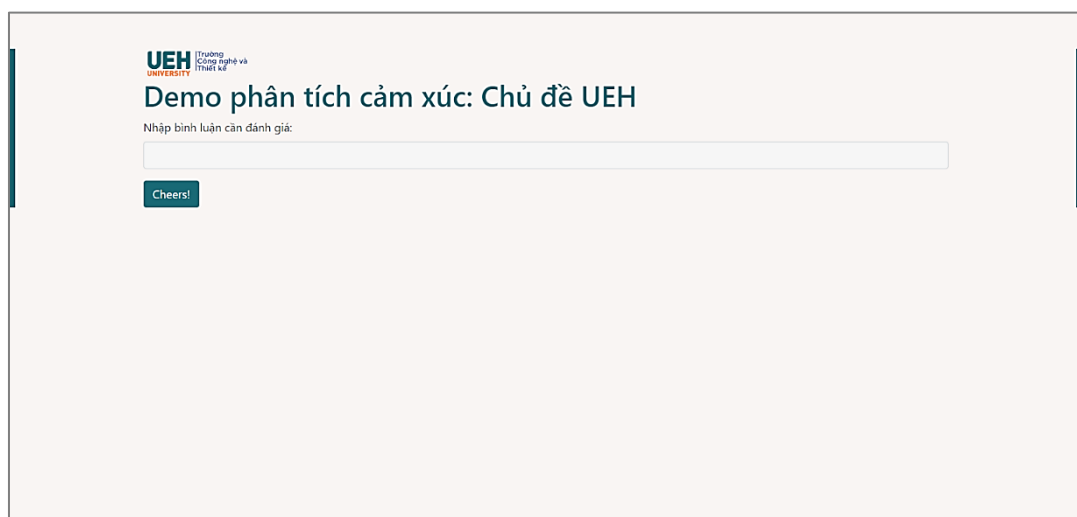 UEH
UNIVERSITY
Trường
Công nghệ và
Thiết kế
Demo phân tích cảm xúc: Chủ đề UEH
Nhập bình luận cần đánh giá:
Cheers!